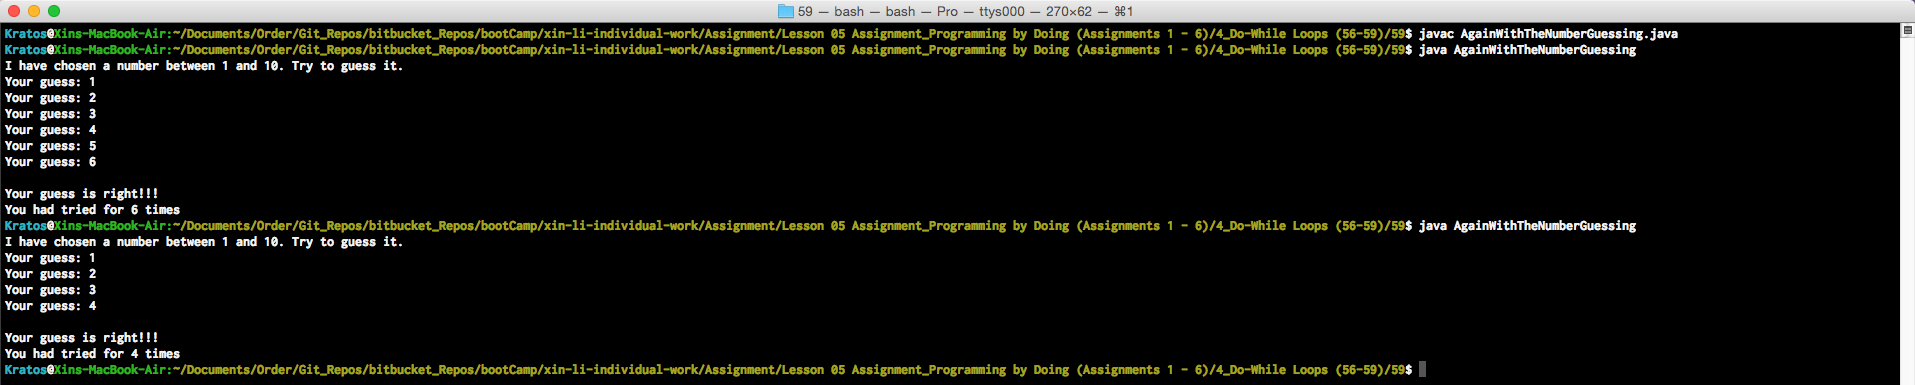 59 — bash — bash — Pro — ttys000 — 270×62 — ⌘1
Kratos@Xins-MacBook-Air:~/Documents/Order/Git_Repos/bitbucket_Repos/bootCamp/xin-li-individual-work/Assignment/Lesson 05 Assignment_Programming by Doing (Assignments 1 - 6)/4_Do-While Loops (56-59)/59$ javac AgainWithTheNumberGuessing.java
Kratos@Xins-MacBook-Air:~/Documents/Order/Git_Repos/bitbucket_Repos/bootCamp/xin-li-individual-work/Assignment/Lesson 05 Assignment_Programming by Doing (Assignments 1 - 6)/4_Do-While Loops (56-59)/59$ java AgainWithTheNumberGuessing
I have chosen a number between 1 and 10. Try to guess it.
Your guess: 1
Your guess: 2
Your guess: 3
Your guess: 4
Your guess: 5
Your guess: 6

Your guess is right!!!
You had tried for 6 times
Kratos@Xins-MacBook-Air:~/Documents/Order/Git_Repos/bitbucket_Repos/bootCamp/xin-li-individual-work/Assignment/Lesson 05 Assignment_Programming by Doing (Assignments 1 - 6)/4_Do-While Loops (56-59)/59$ java AgainWithTheNumberGuessing
I have chosen a number between 1 and 10. Try to guess it.
Your guess: 1
Your guess: 2
Your guess: 3
Your guess: 4

Your guess is right!!!
You had tried for 4 times
Kratos@Xins-MacBook-Air:~/Documents/Order/Git_Repos/bitbucket_Repos/bootCamp/xin-li-individual-work/Assignment/Lesson 05 Assignment_Programming by Doing (Assignments 1 - 6)/4_Do-While Loops (56-59)/59$